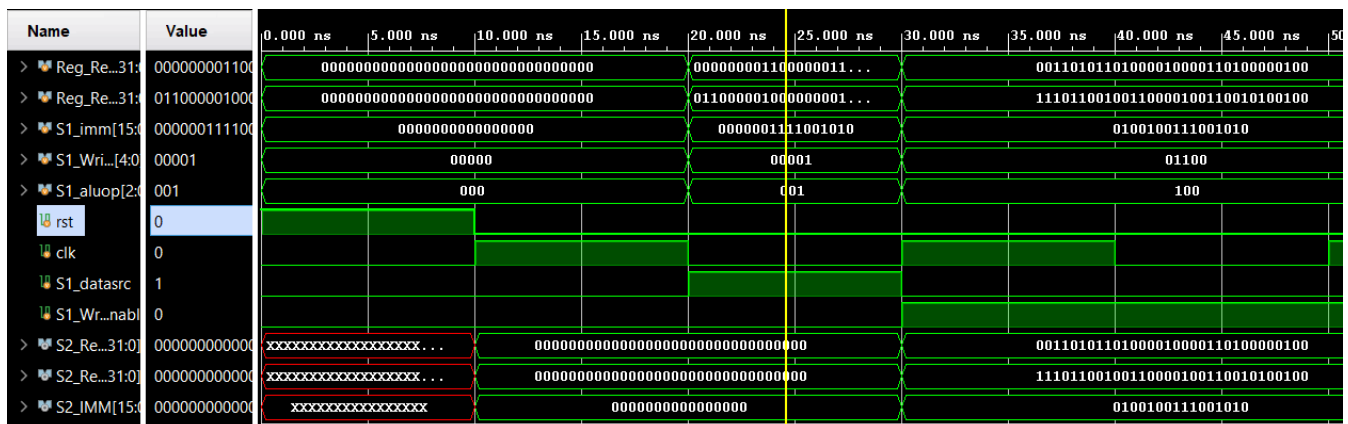 Name Value 0.000 ns 5.000 ns 10.000 ns 15.000 ns 20.000 ns 25.000 ns 30.000 ns 35.000 ns 40.000 ns 45.000 ns 50
Reg_Re...31:( 000000001100 00000000000000000000000000000000 000000001100000011... 00110101101000010000110100000100
Reg_Re...31:( 011000001000 00000000000000000000000000000000 011000001000000001... 11101100100110000100110010100100
S1_imm[15:0 000000111100 0000000000000000 0000001111001010 0100100111001010
S1_Wri...[4:0 00001 00000 00001 01100
S1_aluop[2:0 001 000 001 100
rst 0
clk 0
S1_datasrc 1
S1_Wr...nabl 0
S2_Re...31:0] 000000000000 XXXXXXXXXXXXXXXXXX... 00000000000000000000000000000000 00110101101000010000110100000100
S2_Re...31:0] 000000000000 XXXXXXXXXXXXXXXXXX... 00000000000000000000000000000000 11101100100110000100110010100100
S2_IMM[15:0 000000000000 XXXXXXXXXXXXXXXX 0000000000000000 0100100111001010